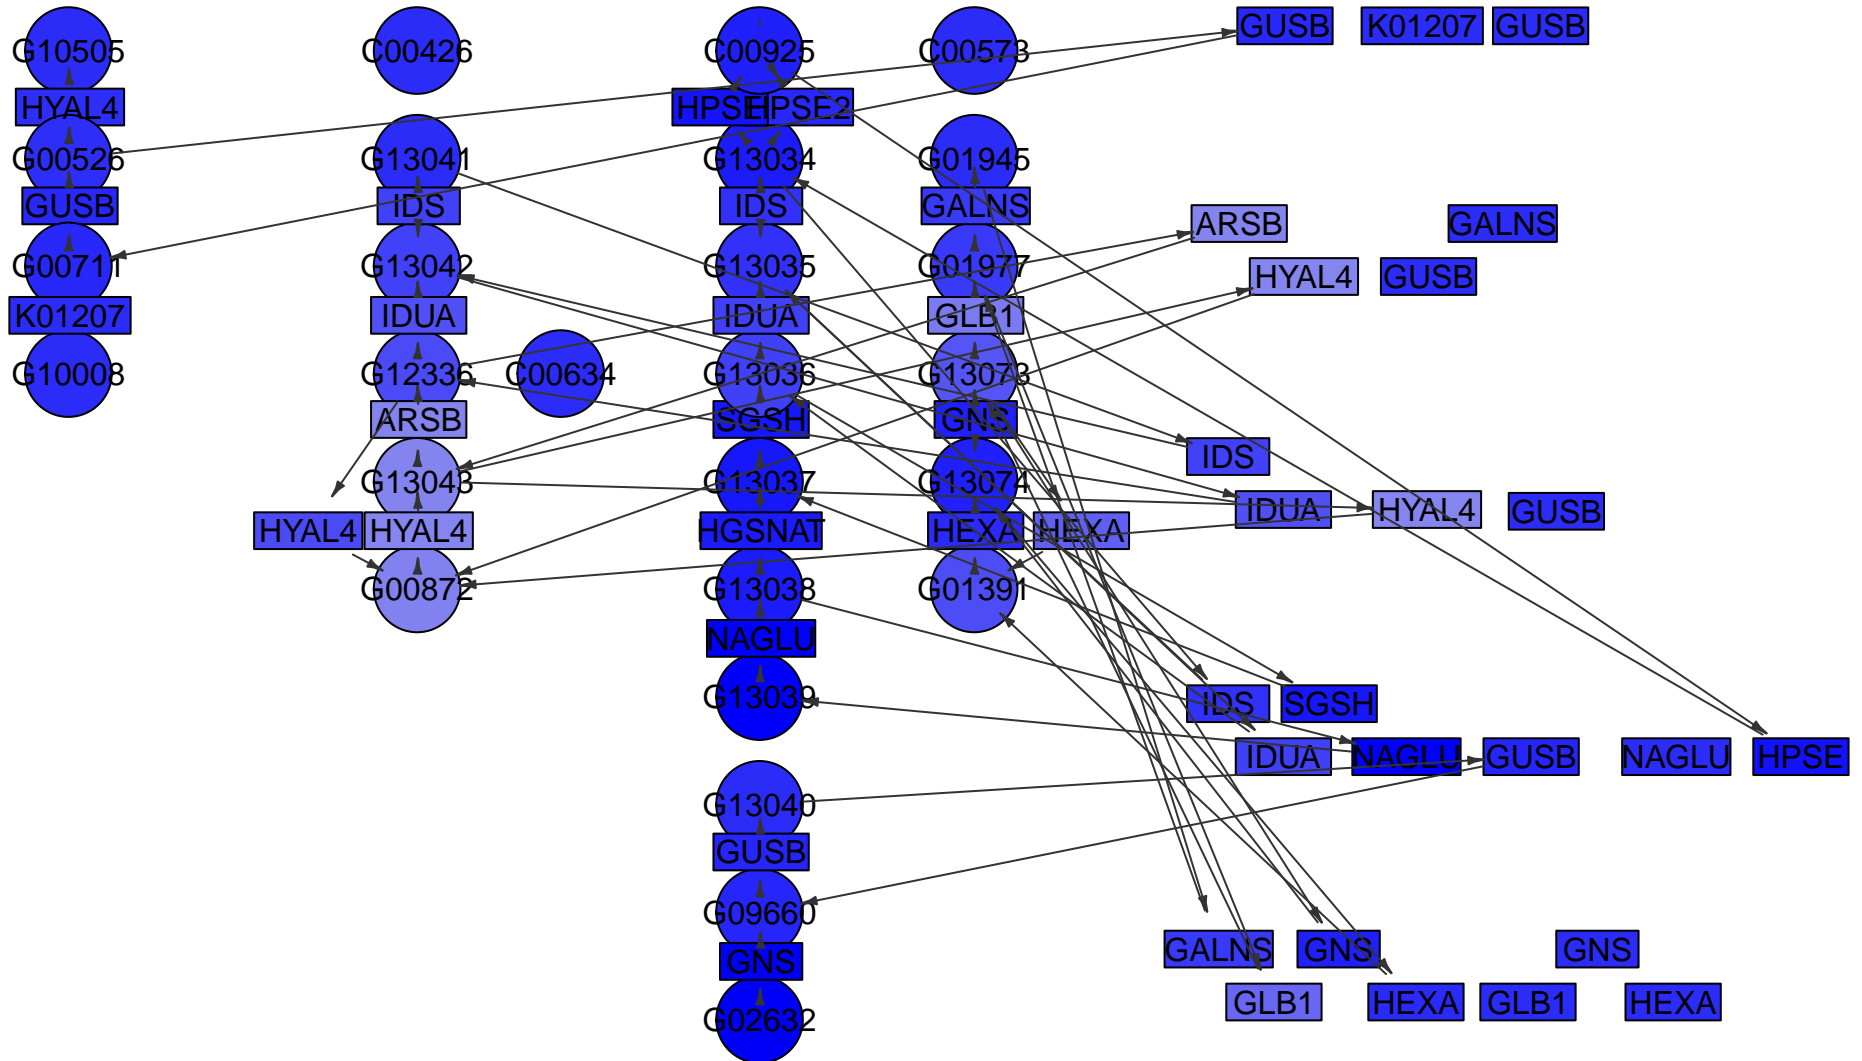 GUSB K01207 GUSB
G10505 C00426 C00925 C00573
HYAL4 HPSE HPSE2
G00526 G13041 G13034 G01945
GUSB IDS IDS GALNS
ARSB GALNS
G00711 G13042 G13035 G01977
HYAL4 GUSB
K01207 IDUA IDUA GLB1
G10008 G12336 C00634 G13036 G13073
ARSB SGSH GNS
IDS
G13043 G13037 G13074
IDUA HYAL4 GUSB
HYAL4 HYAL4 HGSNAT HEXA HEXA
G00872 G13038 G01391
NAGLU
G13039 IDS SGSH
IDUA NAGLU GUSB NAGLU HPSE
G13040
GUSB
G09660
GNS GALNS GNS GNS
GLB1 HEXA GLB1 HEXA
G02632